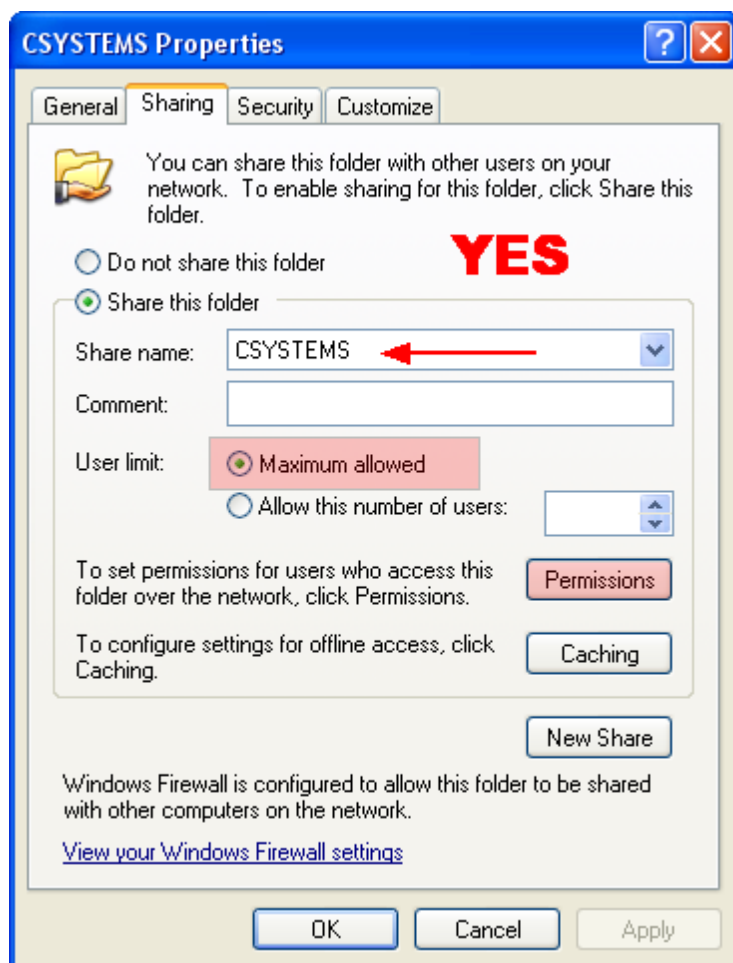 CSYSTEMS Properties
General Sharing Security Customize
You can share this folder with other users on your
network. To enable sharing for this folder, click Share this
folder.
YES
Do not share this folder
Share this folder
Share name: CSYSTEMS
Comment:
User limit: Maximum allowed
Allow this number of users:
To set permissions for users who access this
folder over the network, click Permissions.
Permissions
To configure settings for offline access, click
Caching.
Caching
New Share
Windows Firewall is configured to allow this folder to be shared
with other computers on the network.
View your Windows Firewall settings
OK Cancel Apply